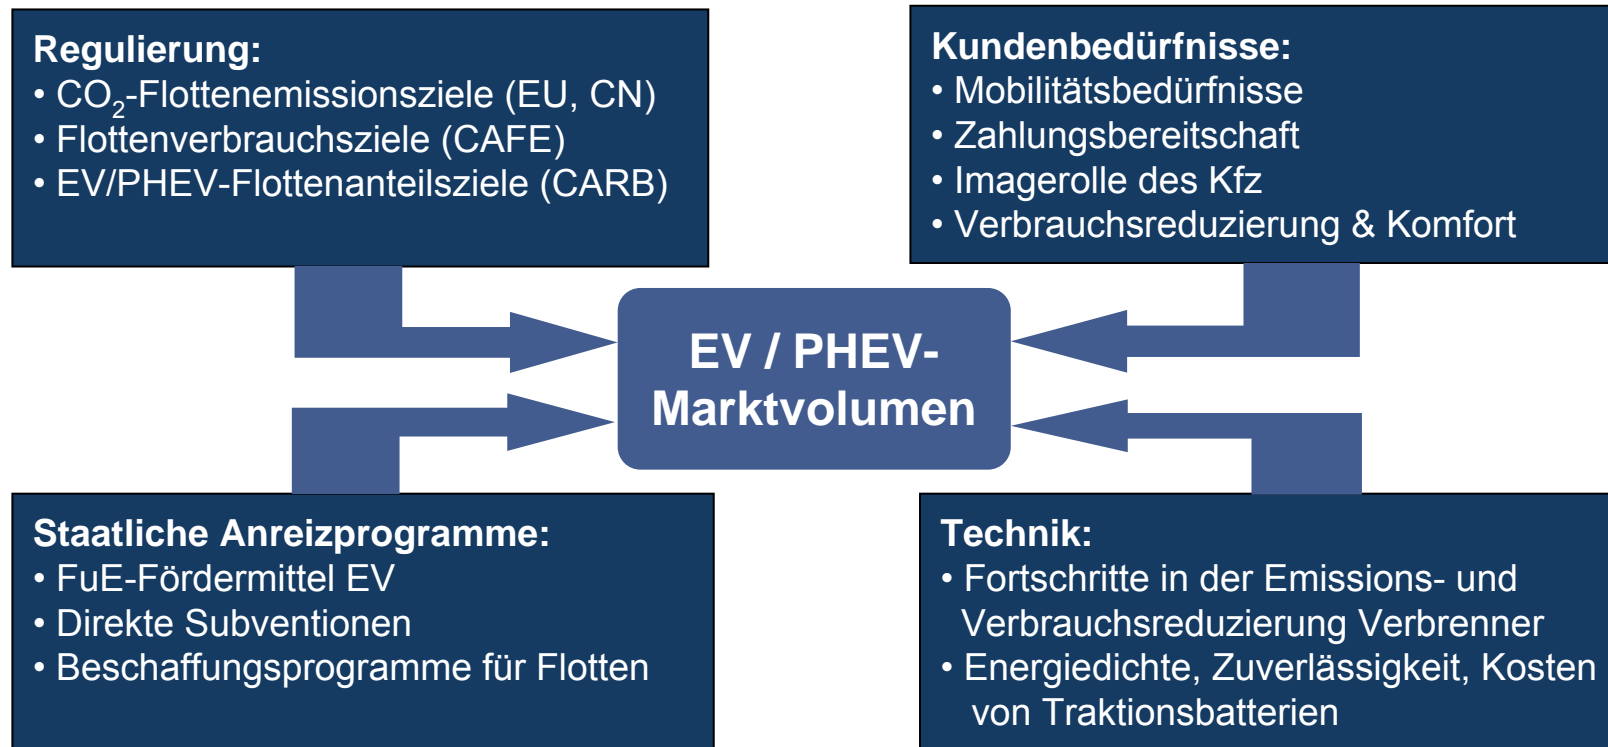 Regulierung:
• CO₂-Flottenemissionsziele (EU, CN)
• Flottenverbrauchsziele (CAFE)
• EV/PHEV-Flottenanteilsziele (CARB)
Kundenbedürfnisse:
• Mobilitätsbedürfnisse
• Zahlungsbereitschaft
• Imagerolle des Kfz
• Verbrauchsreduzierung & Komfort
EV / PHEV-
Marktvolumen
Staatliche Anreizprogramme:
• FuE-Fördermittel EV
• Direkte Subventionen
• Beschaffungsprogramme für Flotten
Technik:
• Fortschritte in der Emissions- und
Verbrauchsreduzierung Verbrenner
• Energiedichte, Zuverlässigkeit, Kosten
von Traktionsbatterien